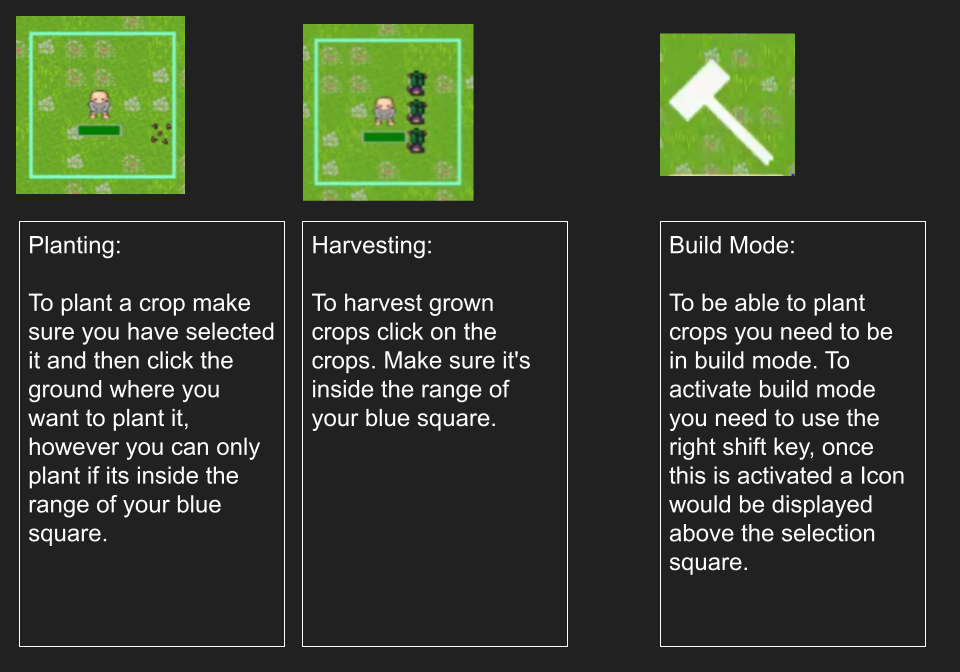 Planting:
To plant a crop make
sure you have selected
it and then click the
ground where you
want to plant it,
however you can only
plant if its inside the
range of your blue
square.
Harvesting:
To harvest grown
crops click on the
crops. Make sure it's
inside the range of
your blue square.
Build Mode:
To be able to plant
crops you need to be
in build mode. To
activate build mode
you need to use the
right shift key, once
this is activated a Icon
would be displayed
above the selection
square.